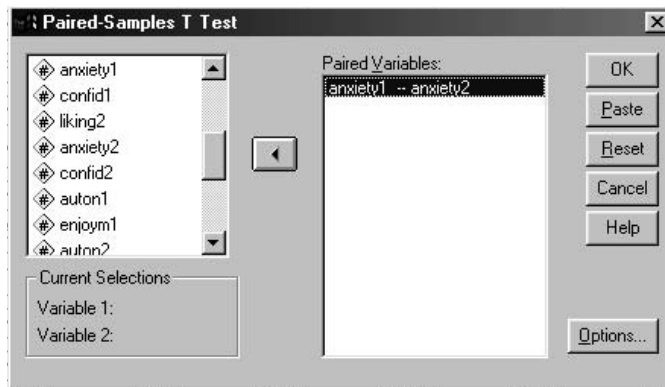 Paired-Samples T Test
anxiety1
confid1
liking2
anxiety2
confid2
auton1
enjoym1
auton2
Current Selections
Variable 1:
Variable 2:
Paired Variables:
anxiety1 -- anxiety2
OK
Paste
Reset
Cancel
Help
Options...